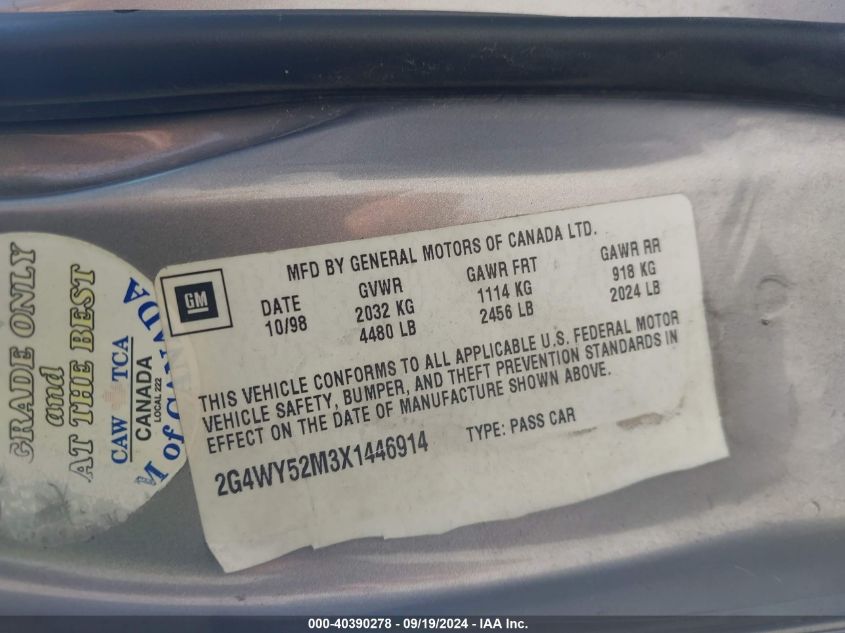 MFD BY GENERAL MOTORS OF CANADA LTD.
GM
DATE GVWR GAWR FRT GAWR RR
10/98 2032 KG 1114 KG 918 KG
4480 LB 2456 LB 2024 LB
THIS VEHICLE CONFORMS TO ALL APPLICABLE U.S. FEDERAL MOTOR
VEHICLE SAFETY, BUMPER, AND THEFT PREVENTION STANDARDS IN
EFFECT ON THE DATE OF MANUFACTURE SHOWN ABOVE.
2G4WY52M3X1446914 TYPE: PASS CAR
GRADE ONLY
and
AT THE BEST
CAW TCA
CANADA
LOCAL 222
M of CANADA
000-40390278 - 09/19/2024 - IAA Inc.